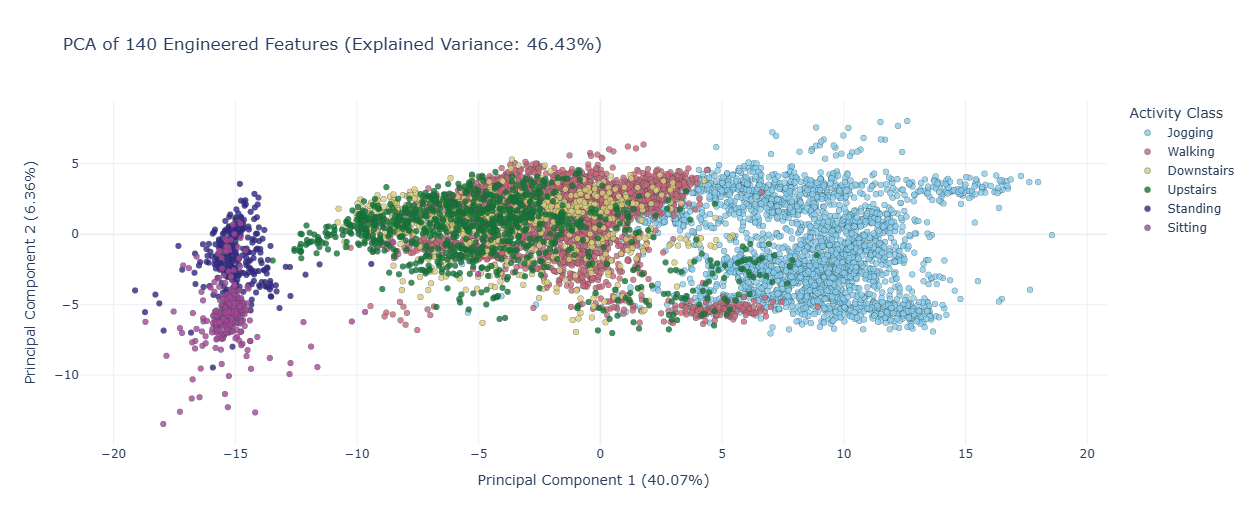 PCA of 140 Engineered Features (Explained Variance: 46.43%)
Activity Class
Jogging
Walking
Downstairs
Upstairs
Standing
Sitting
Principal Component 2 (6.36%)
5
0
−5
−10
−20
−15
−10
−5
0
5
10
15
20
Principal Component 1 (40.07%)